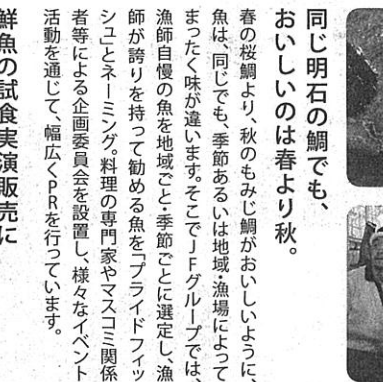 同じ明石の鯛でも、
おいしいのは春より秋。
春の桜鯛より、秋のもみじ鯛がおいしいように、
魚は、同じでも、季節あるいは地域・漁場によって
まったく味が違います。そこでJFグループでは、
漁師自慢の魚を地域ごと・季節ごとに選定し、漁
師が誇りを持って勧める魚を「プライドフィッ
シュ」とネーミング。料理の専門家やマスコミ関係
者等による企画委員会を設置し、様々なイベント
活動を通じて、幅広くPRを行っています。
鮮魚の試食実演販売に